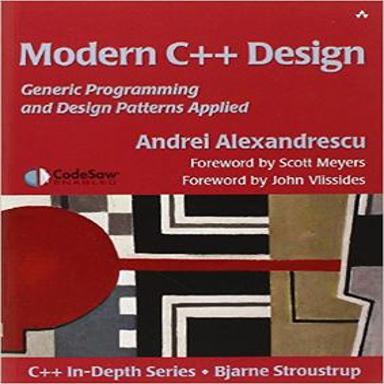 Modern C++ Design
Generic Programming
and Design Patterns Applied
Andrei Alexandrescu
Foreword by Scott Meyers
Foreword by John Vlissides
CodeSaw
ENABLED
C++ In-Depth Series • Bjarne Stroustrup